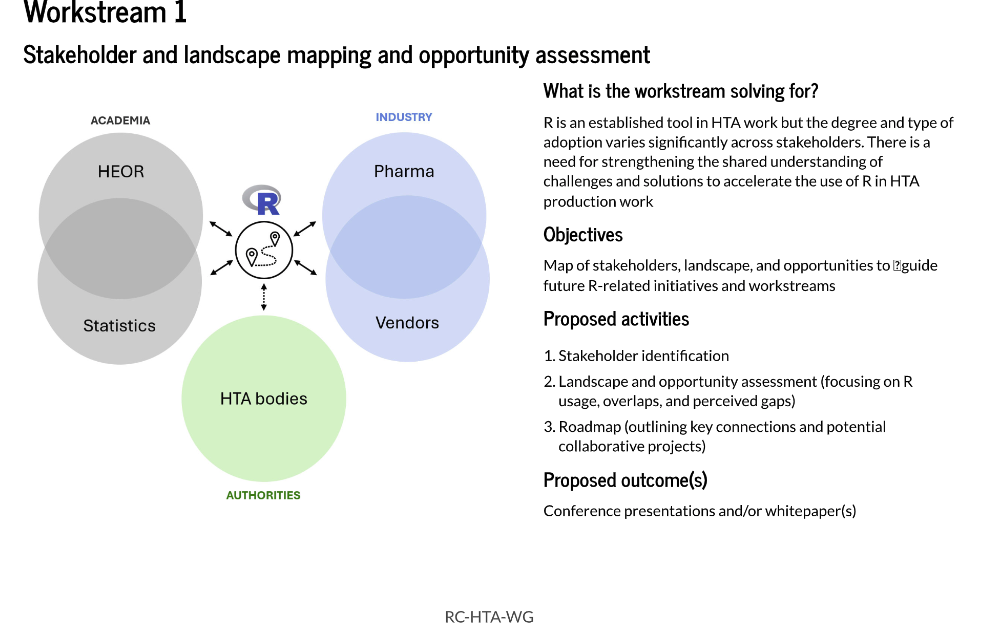 Workstream 1
Stakeholder and landscape mapping and opportunity assessment
ACADEMIA
HEOR
Statistics
R
INDUSTRY
Pharma
Vendors
HTA bodies
AUTHORITIES
What is the workstream solving for?
R is an established tool in HTA work but the degree and type of
adoption varies significantly across stakeholders. There is a
need for strengthening the shared understanding of
challenges and solutions to accelerate the use of R in HTA
production work
Objectives
Map of stakeholders, landscape, and opportunities to �guide
future R-related initiatives and workstreams
Proposed activities
1. Stakeholder identification
2. Landscape and opportunity assessment (focusing on R
usage, overlaps, and perceived gaps)
3. Roadmap (outlining key connections and potential
collaborative projects)
Proposed outcome(s)
Conference presentations and/or whitepaper(s)
RC-HTA-WG